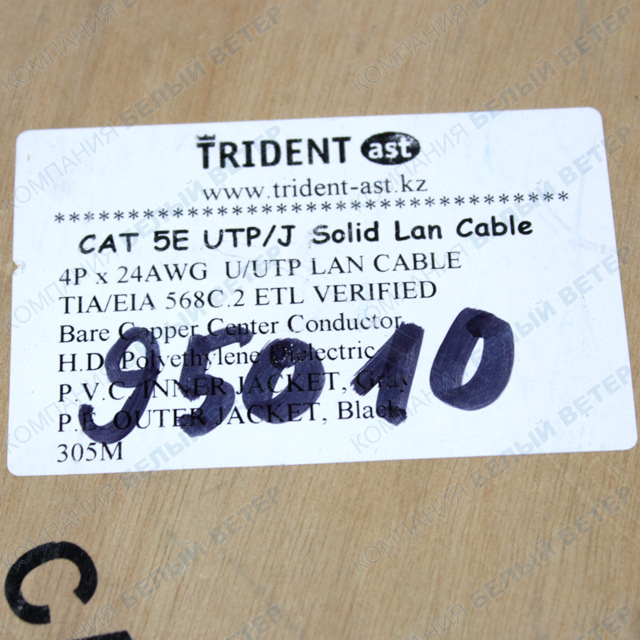 TRIDENT ast
www.trident-ast.kz
****************************************
CAT 5E UTP/J Solid Lan Cable
4P x 24AWG U/UTP LAN CABLE
TIA/EIA 568C.2 ETL VERIFIED
Bare Copper Center Conductor
H.D. Polyethylene Dielectric
P.V.C. INNER JACKET, Gray
P.E. OUTER JACKET, Black
305M
95010
КОМПАНИЯ БЕЛЫЙ ВЕТЕР